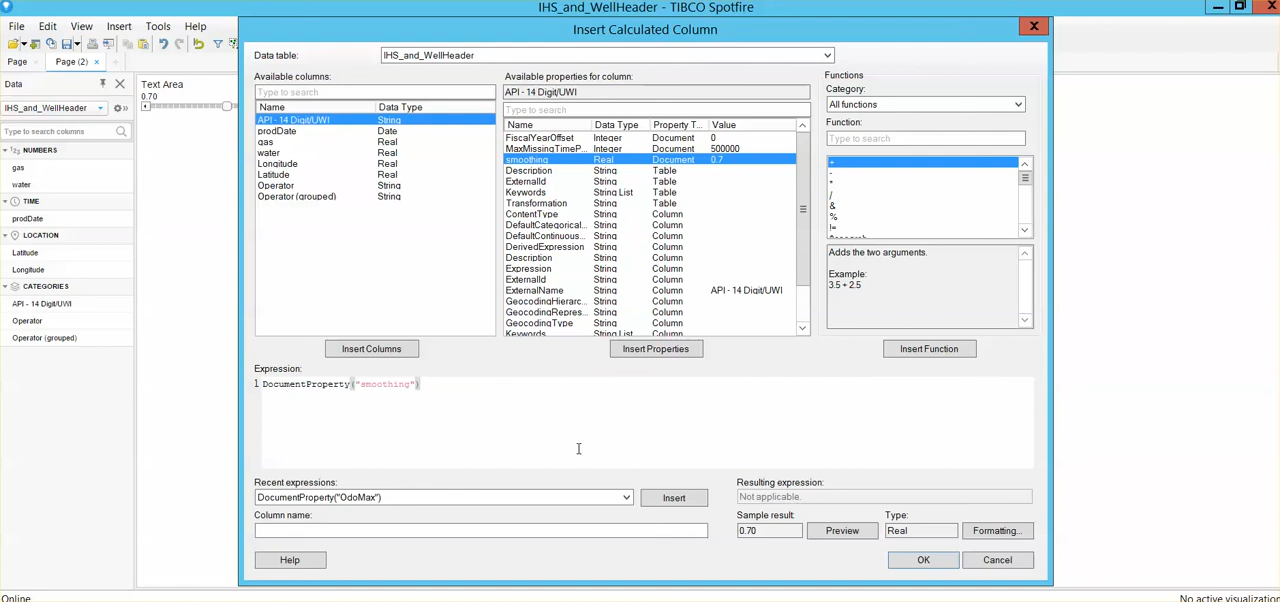 IHS_and_WellHeader - TIBCO Spotfire
File Edit View Insert Tools Help
Page Page (2) ×
Data
IHS_and_WellHeader
Type to search columns
NUMBERS
gas
water
TIME
prodDate
LOCATION
Latitude
Longitude
CATEGORIES
API - 14 Digit/UWI
Operator
Operator (grouped)
Text Area
0.70
Insert Calculated Column
Data table: IHS_and_WellHeader
Available columns:
Type to search
Name Data Type
API - 14 Digit/UWI String
prodDate Date
gas Real
water Real
Longitude Real
Latitude Real
Operator String
Operator (grouped) String
Insert Columns
Available properties for column:
API - 14 Digit/UWI
Type to search
Name Data Type Property T... Value
FiscalYearOffset Integer Document 0
MaxMissingTimeP... Integer Document 500000
smoothing Real Document 0.7
Description String Table
ExternalId String Table
Keywords String List Table
Transformation String Table
ContentType String Column
DefaultCategorical... String Column
DefaultContinuous... String Column
DerivedExpression String Column
Description String Column
Expression String Column
ExternalId String Column
ExternalName String Column API - 14 Digit/UWI
GeocodingHierarc... String Column
GeocodingRepres... String Column
GeocodingType String Column
Keywords String List Column
Insert Properties
Functions
Category:
All functions
Function:
Type to search
+
-
*
/
&
%
!=
Adds the two arguments.
Example:
3.5 + 2.5
Insert Function
Expression:
1 DocumentProperty("smoothing")
Recent expressions:
DocumentProperty("OdoMax")
Insert
Column name:
Resulting expression:
Not applicable.
Sample result:
0.70
Preview
Type:
Real
Formatting...
Help
OK
Cancel
Online
No active visualization